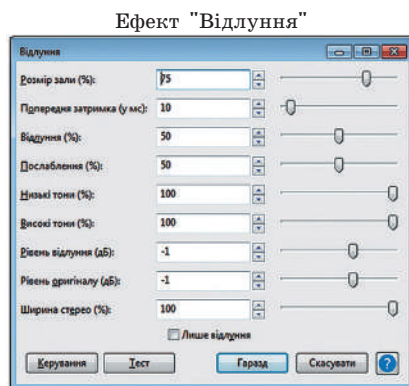 Ефект "Відлуння"
Відлуння
Розмір зали (%): 75
Попередня затримка (у мс): 10
Відлуння (%): 50
Послаблення (%): 50
Низькі тони (%): 100
Високі тони (%): 100
Рівень відлуння (дБ): -1
Рівень оригіналу (дБ): -1
Ширина стерео (%): 100
Лише відлуння
Керування Тест Гаразд Скасувати ?